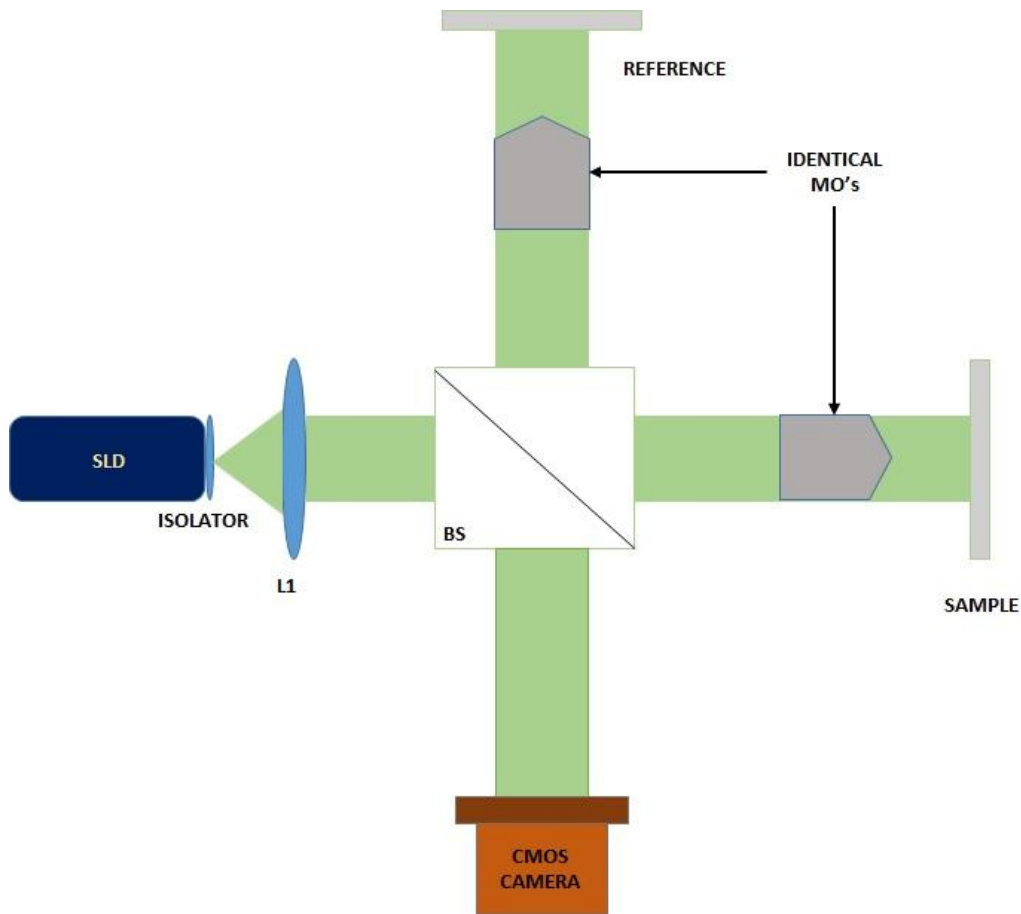 REFERENCE
IDENTICAL
MO's
SLD
ISOLATOR
L1
BS
SAMPLE
CMOS
CAMERA